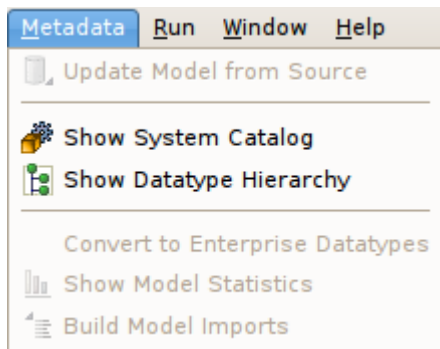 Metadata Run Window Help
Update Model from Source
Show System Catalog
Show Datatype Hierarchy
Convert to Enterprise Datatypes
Show Model Statistics
Build Model Imports